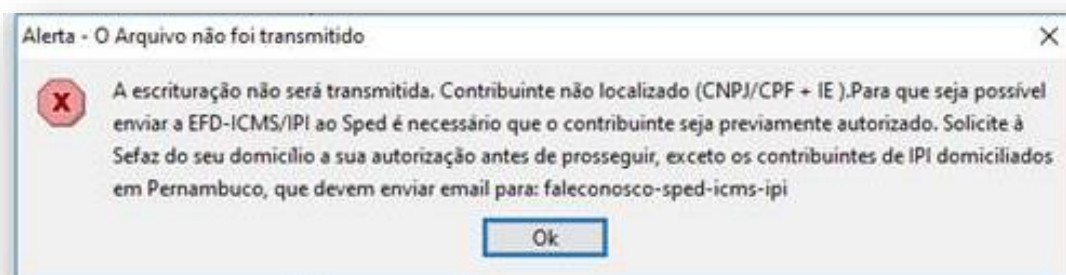 Alerta - O Arquivo não foi transmitido
A escrituração não será transmitida. Contribuinte não localizado (CNPJ/CPF + IE ).Para que seja possível
enviar a EFD-ICMS/IPI ao Sped é necessário que o contribuinte seja previamente autorizado. Solicite à
Sefaz do seu domicílio a sua autorização antes de prosseguir, exceto os contribuintes de IPI domiciliados
em Pernambuco, que devem enviar email para: faleconosco-sped-icms-ipi
Ok